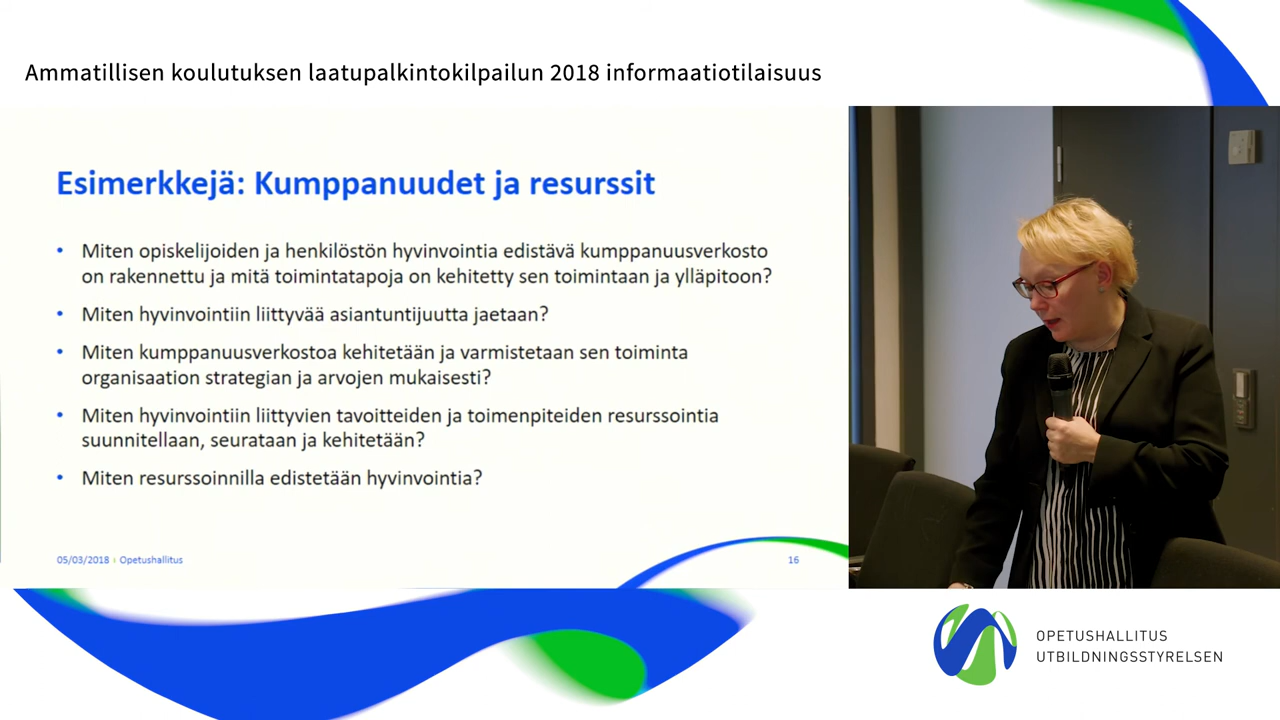 Ammatillisen koulutuksen laatupalkintokilpailun 2018 informaatiotilaisuus
Esimerkkejä: Kumppanuudet ja resurssit
• Miten opiskelijoiden ja henkilöstön hyvinvointia edistävä kumppanuusverkosto
on rakennettu ja mitä toimintatapoja on kehitetty sen toimintaan ja ylläpitoon?
• Miten hyvinvointiin liittyvää asiantuntijuutta jaetaan?
• Miten kumppanuusverkostoa kehitetään ja varmistetaan sen toiminta
organisaation strategian ja arvojen mukaisesti?
• Miten hyvinvointiin liittyvien tavoitteiden ja toimenpiteiden resurssointia
suunnitellaan, seurataan ja kehitetään?
• Miten resurssoinnilla edistetään hyvinvointia?
05/03/2018 | Opetushallitus
16
OPETUSHALLITUS
UTBILDNINGSSTYRELSEN